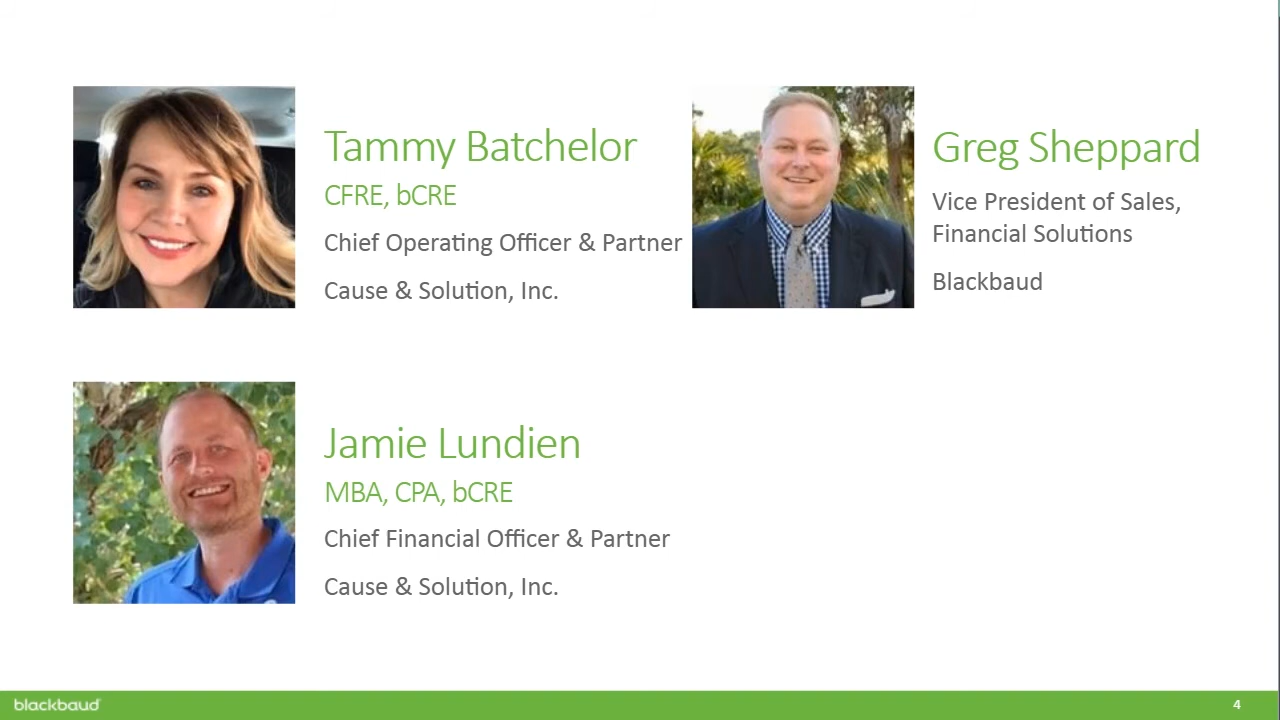 Tammy Batchelor
CFRE, bCRE
Chief Operating Officer & Partner
Cause & Solution, Inc.
Greg Sheppard
Vice President of Sales,
Financial Solutions
Blackbaud
Jamie Lundien
MBA, CPA, bCRE
Chief Financial Officer & Partner
Cause & Solution, Inc.
blackbaud
4